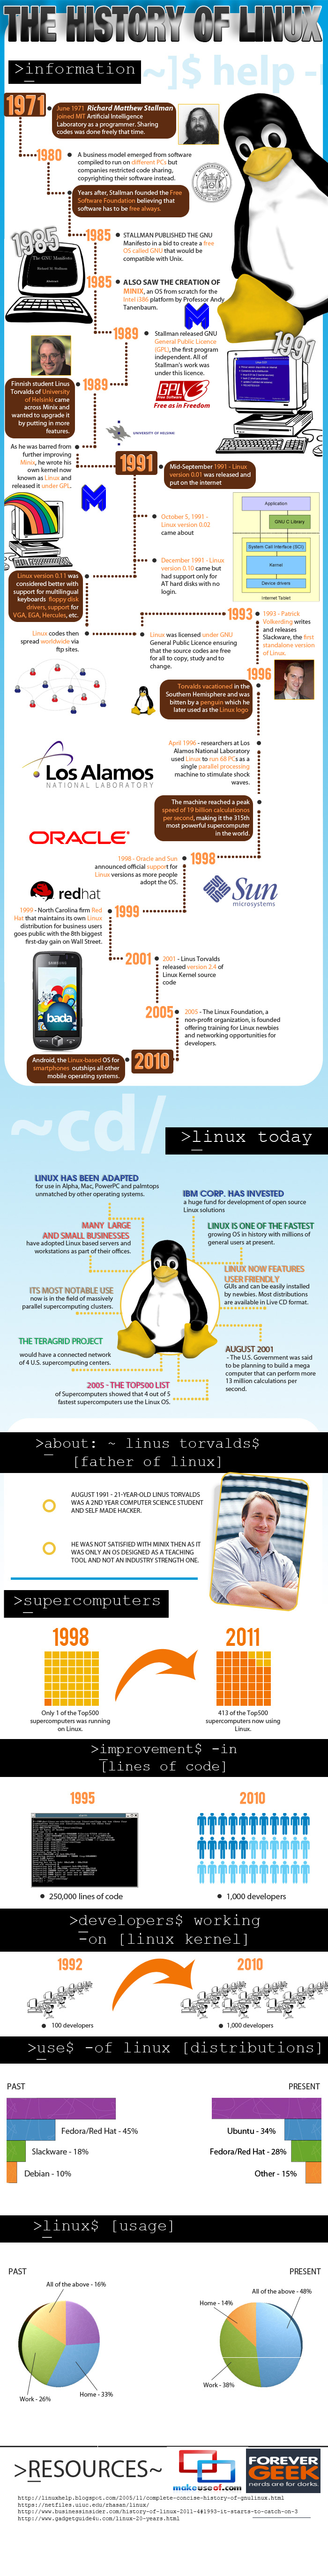 THE HISTORY OF LINUX
~]$ help -
>information
1971
June 1971 Richard Matthew Stallman
joined MIT Artificial Intelligence
Laboratory as a programmer. Sharing
codes was done freely that time.
1980
A business model emerged from software
compiled to run on different PCs but
companies restricted code sharing,
copyrighting their software instead.
Years after, Stallman founded the Free
Software Foundation believing that
software has to be free always.
1985
The GNU Manifesto
1985
STALLMAN PUBLISHED THE GNU
Manifesto in a bid to create a free
OS called GNU that would be
compatible with Unix.
1985
ALSO SAW THE CREATION OF
MINIX, an OS from scratch for the
Intel i386 platform by Professor Andy
Tanenbaum.
1991
1989
Stallman released GNU
General Public Licence
(GPL), the first program
independent. All of
Stallman's work was
under this licence.
GPL
Free Software
Free as in Freedom
1989
Finnish student Linus
Torvalds of University
of Helsinki came
across Minix and
wanted to upgrade it
by putting in more
features.
UNIVERSITY OF HELSINKI
As he was barred from
further improving
Minix, he wrote his
own kernel now
known as Linux and
released it under GPL.
1991
Mid-September 1991 - Linux
version 0.01 was released and
put on the internet
October 5, 1991 -
Linux version 0.02
came about
Application
GNU C Library
System Call Interface (SCI)
Kernel
Device drivers
Internet Tablet
December 1991 - Linux
version 0.10 came but
had support only for
AT hard disks with no
login.
Linux version 0.11 was
considered better with
support for multilingual
keyboards floppy disk
drivers, support for
VGA, EGA, Hercules, etc.
1993
1993 - Patrick
Volkerding writes
and releases
Slackware, the first
standalone version
of Linux.
Linux codes then
spread worldwide via
ftp sites.
Linux was licensed under GNU
General Public Licence ensuring
that the source codes are free
for all to copy, study and to
change.
1996
Torvalds vacationed in the
Southern Hemisphere and was
bitten by a penguin which he
later used as the Linux logo
April 1996 - researchers at Los
Alamos National Laboratory
used Linux to run 68 PCs as a
single parallel processing
machine to stimulate shock
waves.
Los Alamos
NATIONAL LABORATORY
The machine reached a peak
speed of 19 billion calculationos
per second, making it the 315th
most powerful supercomputer
in the world.
ORACLE
1998
1998 - Oracle and Sun
announced official support for
Linux versions as more people
adopt the OS.
Sun
microsystems
redhat
1999
1999 - North Carolina firm Red
Hat that maintains its own Linux
distribution for business users
goes public with the 8th biggest
first-day gain on Wall Street.
2001
2001 - Linus Torvalds
released version 2.4 of
Linux Kernel source
code
bada
2005
2005 - The Linux Foundation, a
non-profit organization, is founded
offering training for Linux newbies
and networking opportunities for
developers.
2010
Android, the Linux-based OS for
smartphones outships all other
mobile operating systems.
~cd/
>linux today
LINUX HAS BEEN ADAPTED
for use in Alpha, Mac, PowerPC and palmtops
unmatched by other operating systems.
IBM CORP. HAS INVESTED
a huge fund for development of open source
Linux solutions
MANY LARGE
AND SMALL BUSINESSES
have adopted Linux based servers and
workstations as part of their offices.
LINUX IS ONE OF THE FASTEST
growing OS in history with millions of
general users at present.
ITS MOST NOTABLE USE
now is in the field of massively
parallel supercomputing clusters.
LINUX NOW FEATURES
USER FRIENDLY
GUIs and can be easily installed
by newbies. Most distributions
are available in Live CD format.
THE TERAGRID PROJECT
would have a connected network
of 4 U.S. supercomputing centers.
AUGUST 2001
- The U.S. Government was said
to be planning to build a mega
computer that can perform more
13 million calculations per
second.
2005 - THE TOP500 LIST
of Supercomputers showed that 4 out of 5
fastest supercomputers use the Linux OS.
>about: ~ linus torvalds$
[father of linux]
AUGUST 1991 - 21-YEAR-OLD LINUS TORVALDS
WAS A 2ND YEAR COMPUTER SCIENCE STUDENT
AND SELF MADE HACKER.
HE WAS NOT SATISFIED WITH MINIX THEN AS IT
WAS ONLY AN OS DESIGNED AS A TEACHING
TOOL AND NOT AN INDUSTRY STRENGTH ONE.
>supercomputers
1998
2011
Only 1 of the Top500
supercomputers was running
on Linux.
413 of the Top500
supercomputers now using
Linux.
>improvement$ -in
[lines of code]
1995
2010
250,000 lines of code
1,000 developers
>developers$ working
-on [linux kernel]
1992
2010
100 developers
1,000 developers
>use$ -of linux [distributions]
PAST
PRESENT
Fedora/Red Hat - 45%
Ubuntu - 34%
Slackware - 18%
Fedora/Red Hat - 28%
Debian - 10%
Other - 15%
>linux$ [usage]
PAST
PRESENT
All of the above - 16%
All of the above - 48%
Home - 14%
Work - 38%
Home - 33%
Work - 26%
>RESOURCES~
makeuseof.com
FOREVER
GEEK
nerds are for dorks.
http://linuxhelp.blogspot.com/2005/11/complete-concise-history-of-gnulinux.html
https://netfiles.uiuc.edu/rhasan/linux/
http://www.businessinsider.com/history-of-linux-2011-4#1993-it-starts-to-catch-on-3
http://www.gadgetguide4u.com/linux-20-years.html